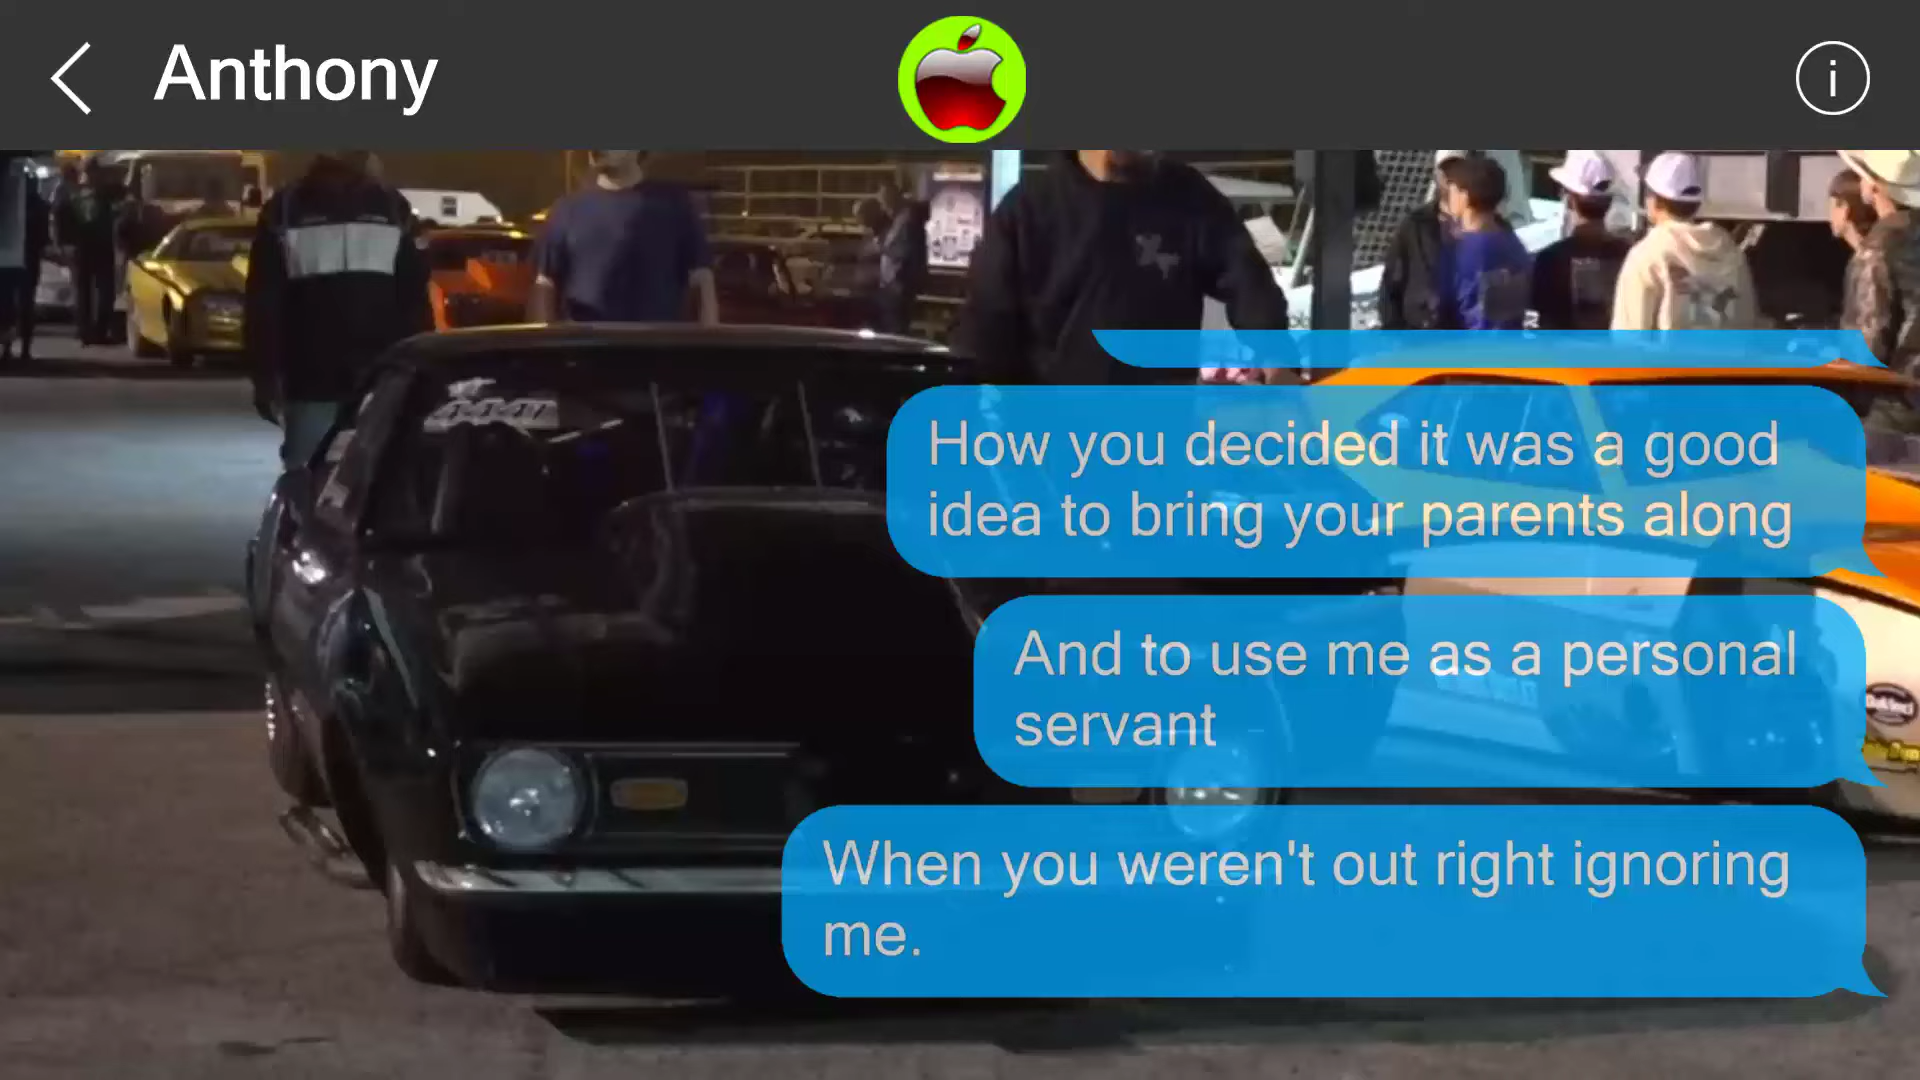 Anthony
i
How you decided it was a good
idea to bring your parents along
And to use me as a personal
servant
When you weren't out right ignoring
me.